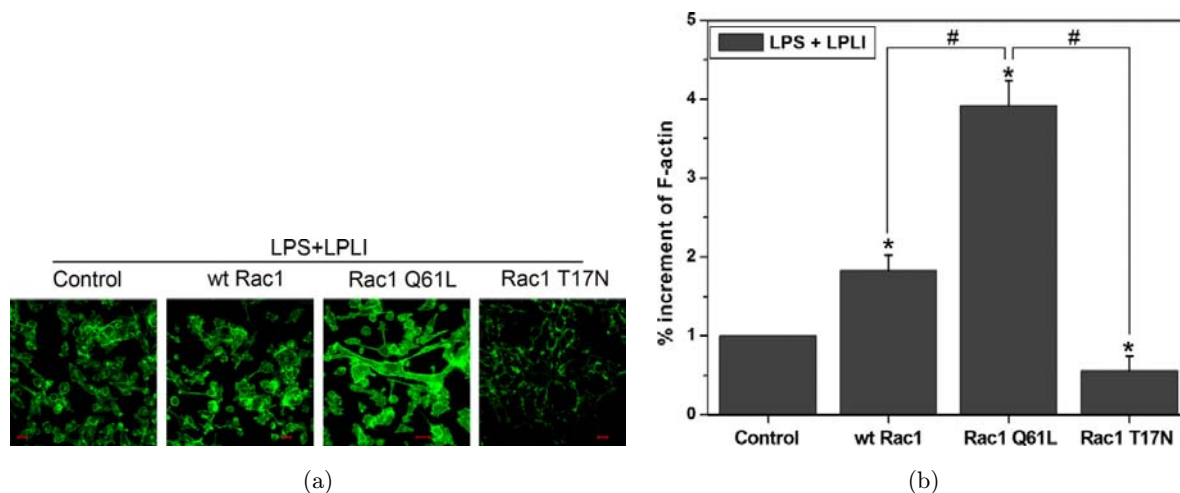 LPS+LPLI
Control wt Rac1 Rac1 Q61L Rac1 T17N
(a)
% increment of F-actin
5
4
3
2
1
0
LPS + LPLI
# #
*
*
*
Control wt Rac1 Rac1 Q61L Rac1 T17N
(b)